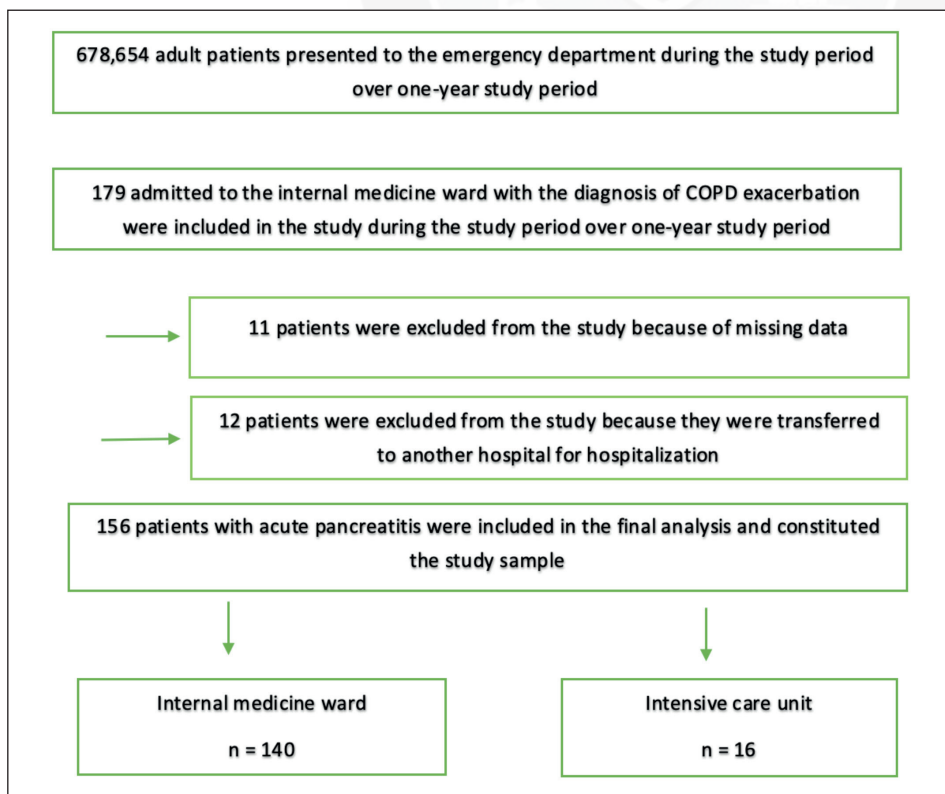 678,654 adult patients presented to the emergency department during the study period
over one-year study period
179 admitted to the internal medicine ward with the diagnosis of COPD exacerbation
were included in the study during the study period over one-year study period
11 patients were excluded from the study because of missing data
12 patients were excluded from the study because they were transferred
to another hospital for hospitalization
156 patients with acute pancreatitis were included in the final analysis and constituted
the study sample
Internal medicine ward
n = 140
Intensive care unit
n = 16